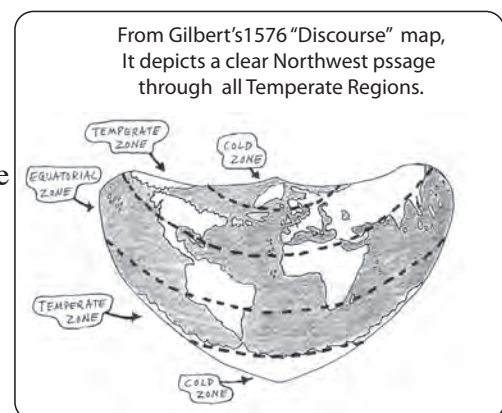 From Gilbert's1576 "Discourse" map,
It depicts a clear Northwest pssage
through all Temperate Regions.
TEMPERATE
ZONE
COLD
ZONE
e
EQUATORIAL
ZONE
TEMPERATE
ZONE
COLD
ZONE